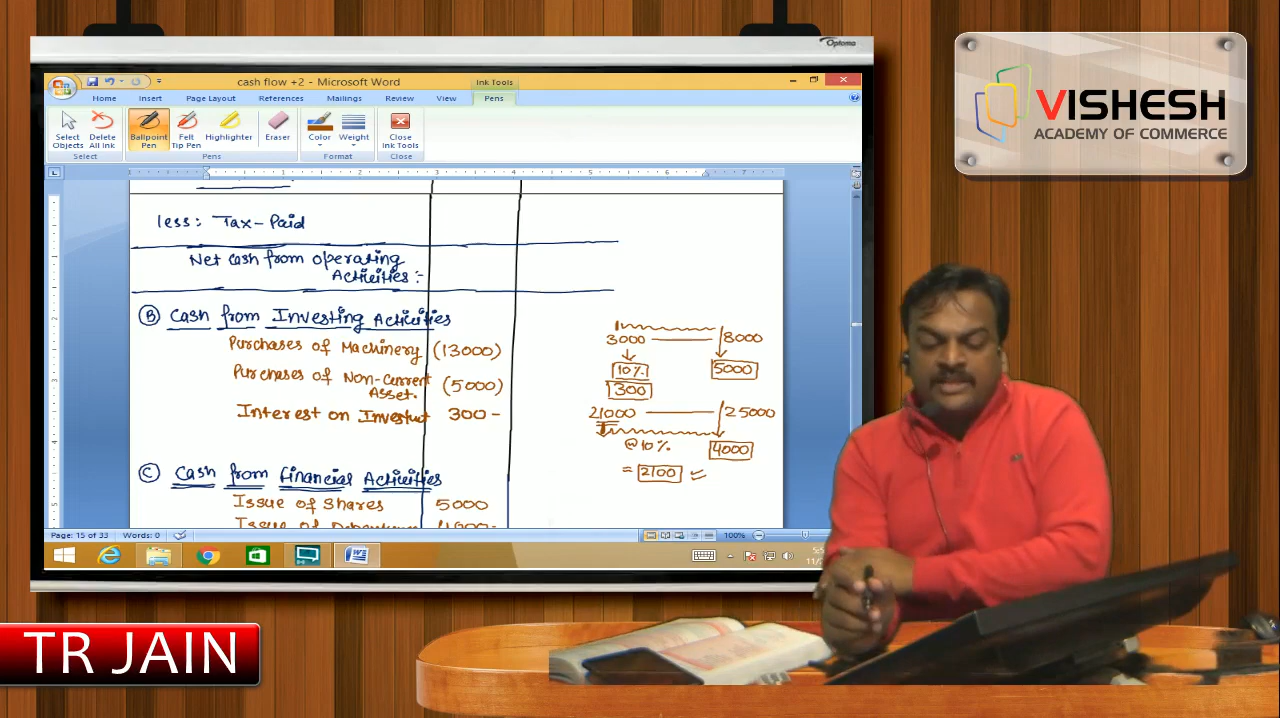 Optoma
cash flow +2 - Microsoft Word
Ink Tools
Home Insert Page Layout References Mailings Review View Pens
Select Objects
Delete All Ink
Ballpoint Pen
Felt Tip Pen
Highlighter
Eraser
Color
Weight
Close Ink Tools
Select
Pens
Format
Close
less: Tax-Paid
Net cash from operating
Activities:-
B Cash from Investing Activities
Purchases of Machinery (13000)
Purchases of Non-Current
Asset. (5000)
Interest on 300-
3000 8000
10% 5000
300
21000 25000
@10% 4000
= 2100
C Cash from financial Activities
Issue of Shares 5000
Issue of
Page: 15 of 33 Words: 0
100%
VISHESH
ACADEMY OF COMMERCE
TR JAIN